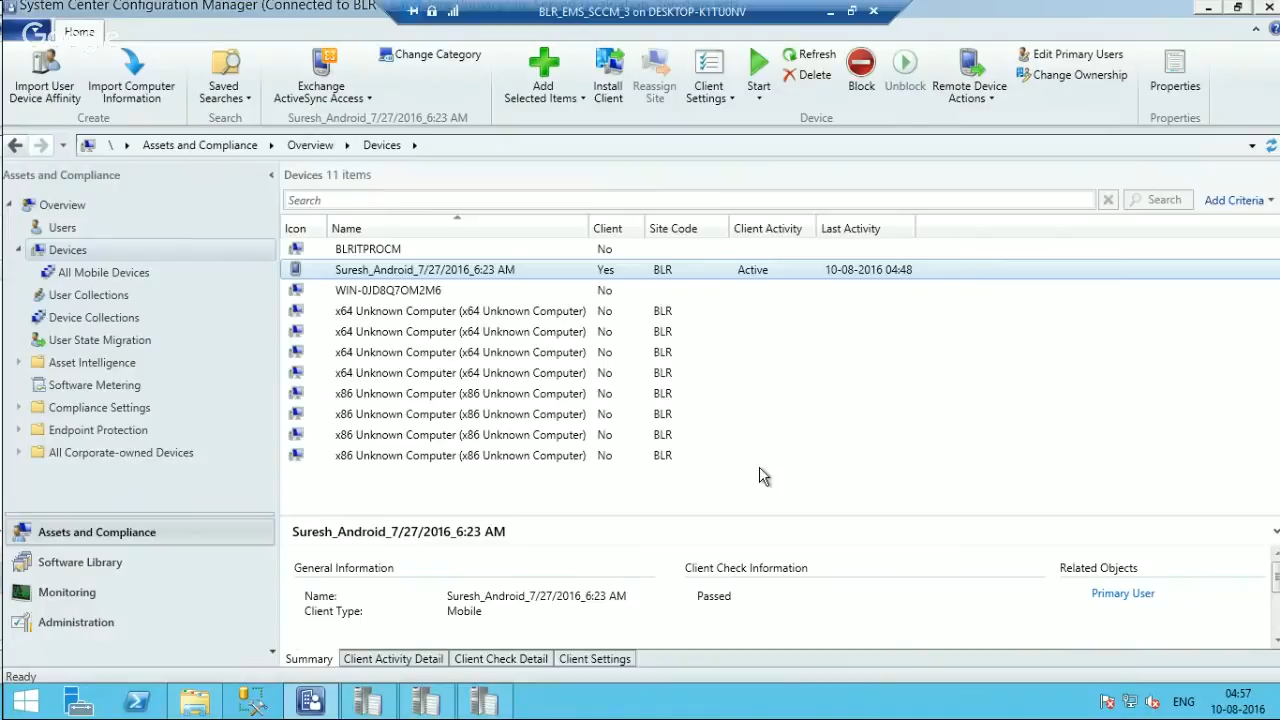 System Center Configuration Manager (Connected to BLR
BLR_EMS_SCCM_3 on DESKTOP-K1TU0NV
Google
Home
Import User
Device Affinity
Import Computer
Information
Create
Saved
Searches
Search
Exchange
ActiveSync Access
Change Category
Suresh_Android_7/27/2016_6:23 AM
Add
Selected Items
Install
Client
Reassign
Site
Client
Settings
Start
Refresh
Delete
Block
Unblock
Remote Device
Actions
Edit Primary Users
Change Ownership
Device
Properties
Properties
\ Assets and Compliance Overview Devices
Assets and Compliance
Overview
Users
Devices
All Mobile Devices
User Collections
Device Collections
User State Migration
Asset Intelligence
Software Metering
Compliance Settings
Endpoint Protection
All Corporate-owned Devices
Assets and Compliance
Software Library
Monitoring
Administration
Devices 11 items
Search
Search
Add Criteria
Icon Name Client Site Code Client Activity Last Activity
BLRITPROCM No
Suresh_Android_7/27/2016_6:23 AM Yes BLR Active 10-08-2016 04:48
WIN-0JD8Q7OM2M6 No
x64 Unknown Computer (x64 Unknown Computer) No BLR
x64 Unknown Computer (x64 Unknown Computer) No BLR
x64 Unknown Computer (x64 Unknown Computer) No BLR
x64 Unknown Computer (x64 Unknown Computer) No BLR
x86 Unknown Computer (x86 Unknown Computer) No BLR
x86 Unknown Computer (x86 Unknown Computer) No BLR
x86 Unknown Computer (x86 Unknown Computer) No BLR
x86 Unknown Computer (x86 Unknown Computer) No BLR
Suresh_Android_7/27/2016_6:23 AM
General Information
Name: Suresh_Android_7/27/2016_6:23 AM
Client Type: Mobile
Client Check Information
Passed
Related Objects
Primary User
Summary Client Activity Detail Client Check Detail Client Settings
Ready
ENG
04:57
10-08-2016